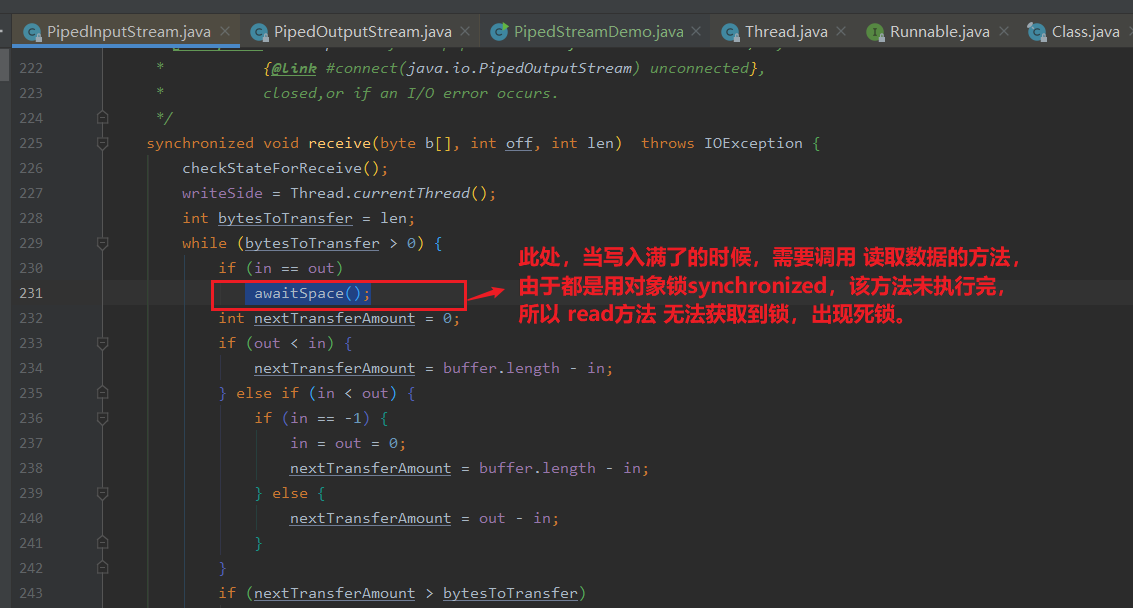 PipedInputStream.java × PipedOutputStream.java × PipedStreamDemo.java × Thread.java × Runnable.java × Class.java
222 * {@link #connect(java.io.PipedOutputStream) unconnected},
223 * closed,or if an I/O error occurs.
224 */
225 synchronized void receive(byte b[], int off, int len)  throws IOException {
226 checkStateForReceive();
227 writeSide = Thread.currentThread();
228 int bytesToTransfer = len;
229 while (bytesToTransfer > 0) {
230 if (in == out)
231 awaitSpace();
232 int nextTransferAmount = 0;
233 if (out < in) {
234 nextTransferAmount = buffer.length - in;
235 } else if (in < out) {
236 if (in == -1) {
237 in = out = 0;
238 nextTransferAmount = buffer.length - in;
239 } else {
240 nextTransferAmount = out - in;
241 }
242 }
243 if (nextTransferAmount > bytesToTransfer)
此处，当写入满了的时候，需要调用 读取数据的方法，
由于都是用对象锁synchronized，该方法未执行完，
所以 read方法 无法获取到锁，出现死锁。